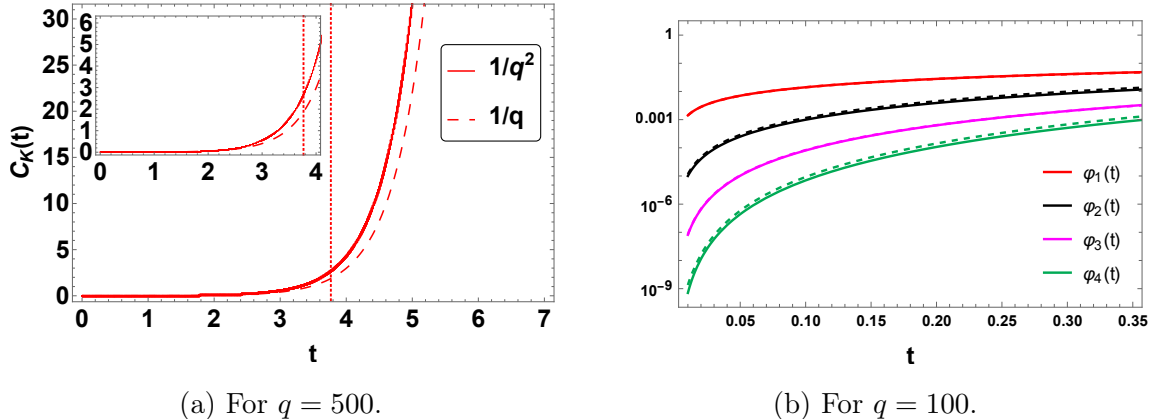 30
25
20
15
10
5
0
C_K(t)
6
5
4
3
2
1
0
0 1 2 3 4
1/q^2
1/q
0 1 2 3 4 5 6 7
t
(a) For q = 500.
1
0.001
10^-6
10^-9
φ_1(t)
φ_2(t)
φ_3(t)
φ_4(t)
0.05 0.10 0.15 0.20 0.25 0.30 0.35
t
(b) For q = 100.